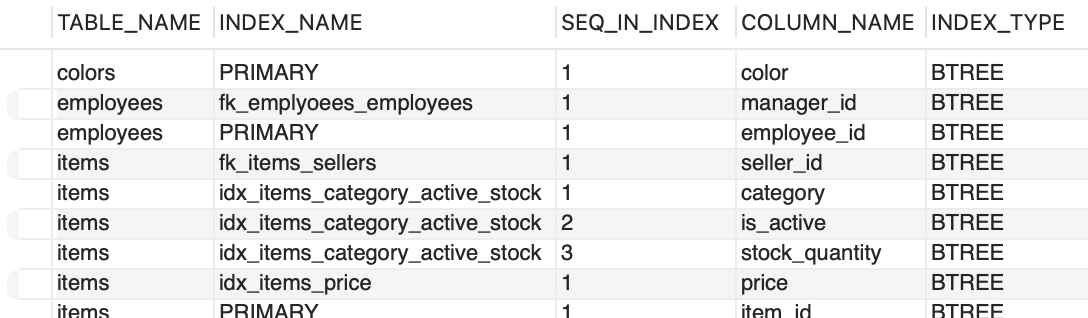 TABLE_NAME INDEX_NAME SEQ_IN_INDEX COLUMN_NAME INDEX_TYPE
colors PRIMARY 1 color BTREE
employees fk_emplyoees_employees 1 manager_id BTREE
employees PRIMARY 1 employee_id BTREE
items fk_items_sellers 1 seller_id BTREE
items idx_items_category_active_stock 1 category BTREE
items idx_items_category_active_stock 2 is_active BTREE
items idx_items_category_active_stock 3 stock_quantity BTREE
items idx_items_price 1 price BTREE
items PRIMARY 1 item_id BTREE